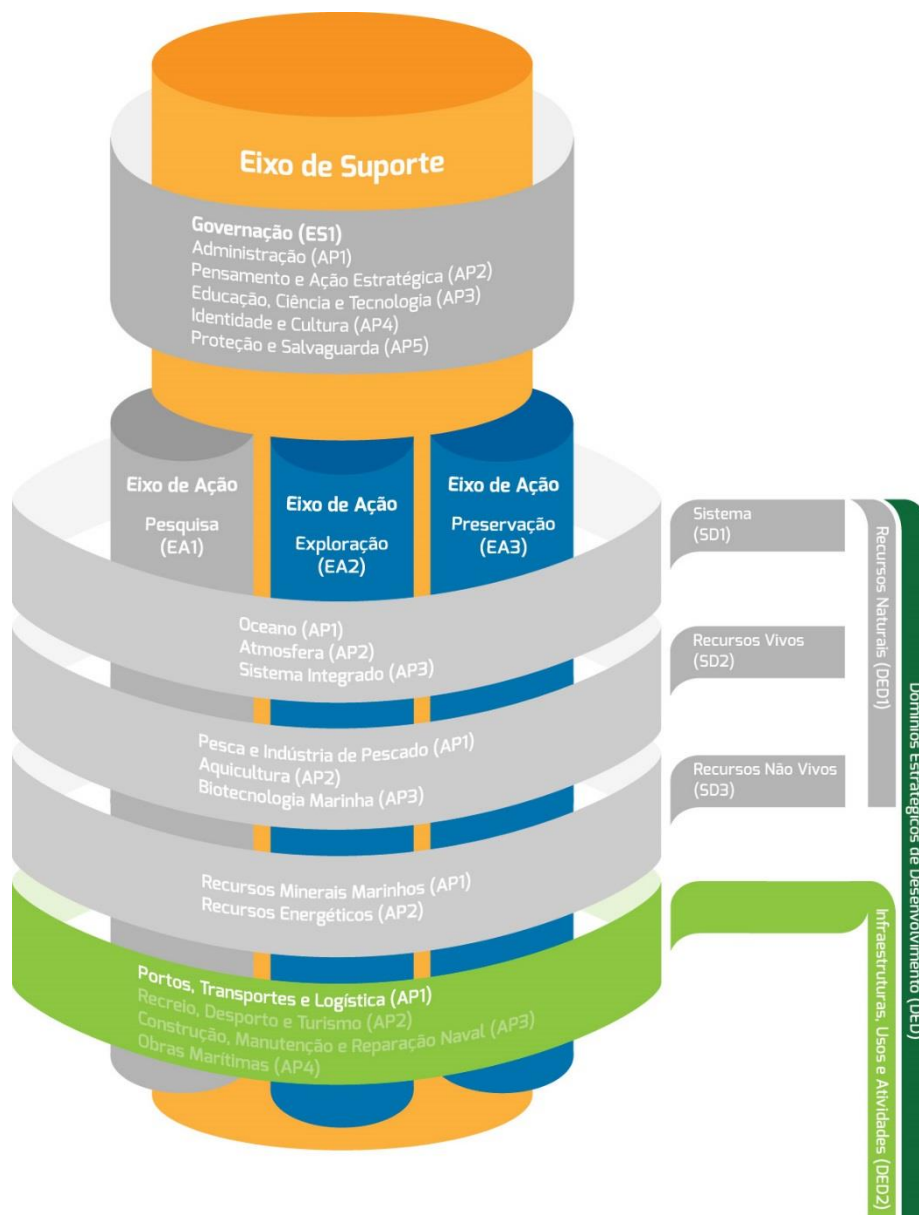 Eixo de Suporte
Governação (ES1)
Administração (AP1)
Pensamento e Ação Estratégica (AP2)
Educação, Ciência e Tecnologia (AP3)
Identidade e Cultura (AP4)
Proteção e Salvaguarda (AP5)
Eixo de Ação
Pesquisa
(EA1)
Eixo de Ação
Exploração
(EA2)
Eixo de Ação
Preservação
(EA3)
Oceano (AP1)
Atmosfera (AP2)
Sistema Integrado (AP3)
Pesca e Indústria de Pescado (AP1)
Aquicultura (AP2)
Biotecnologia Marinha (AP3)
Recursos Minerais Marinhos (AP1)
Recursos Energéticos (AP2)
Portos, Transportes e Logística (AP1)
Recreio, Desporto e Turismo (AP2)
Construção, Manutenção e Reparação Naval (AP3)
Obras Marítimas (AP4)
Sistema
(SD1)
Recursos Vivos
(SD2)
Recursos Não Vivos
(SD3)
Recursos Naturais (DED1)
Infraestruturas, Usos e Atividades (DED2)
Domínios Estratégicos de Desenvolvimento (DED)